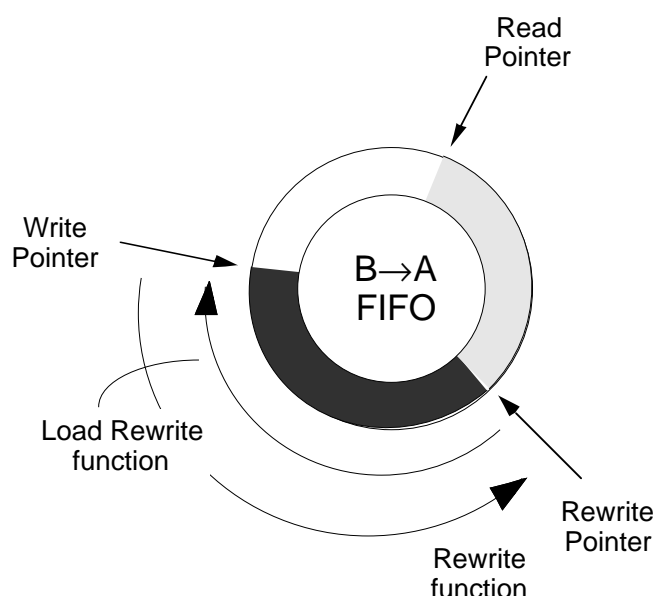 Read
Pointer
Write
Pointer
B→A
FIFO
Load Rewrite
function
Rewrite
Pointer
Rewrite
function